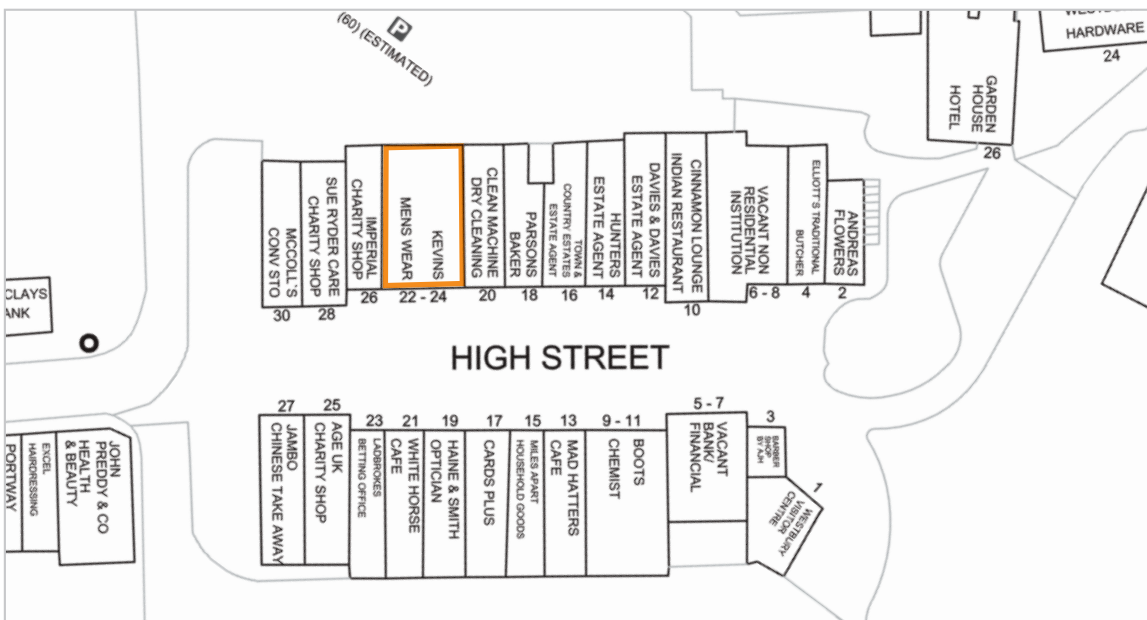 P
(60) (ESTIMATED)
HARDWARE
24
GARDEN
HOUSE
HOTEL
26
MCCOLL'S
CONV STO
30
SUE RYDER CARE
CHARITY SHOP
28
IMPERIAL
CHARITY SHOP
26
KEVINS
MENS WEAR
22 - 24
CLEAN MACHINE
DRY CLEANING
20
PARSONS
BAKER
18
TOWN &
COUNTRY ESTATES
ESTATE AGENT
16
HUNTERS
ESTATE AGENT
14
DAVIES & DAVIES
ESTATE AGENT
12
CINNAMON LOUNGE
INDIAN RESTAURANT
10
VACANT NON
RESIDENTIAL
INSTITUTION
6 - 8
ELLIOTT'S TRADITIONAL
BUTCHER
4
ANDREAS
FLOWERS
2
CLAYS
ANK
HIGH STREET
27
JAMBO
CHINESE TAKE AWAY
25
AGE UK
CHARITY SHOP
23
LADBROKES
BETTING OFFICE
21
WHITE HORSE
CAFE
19
HAINE & SMITH
OPTICIAN
17
CARDS PLUS
15
MILES APART
HOUSEHOLD GOODS
13
MAD HATTERS
CAFE
9 - 11
BOOTS
CHEMIST
5 - 7
VACANT
BANK/
FINANCIAL
3
BARBER
SHOP
BY AJH
1
WESTBURY
VISITOR
CENTRE
JOHN
PREDDY & CO
HEALTH
& BEAUTY
EXCEL
HAIRDRESSING
PORTWAY